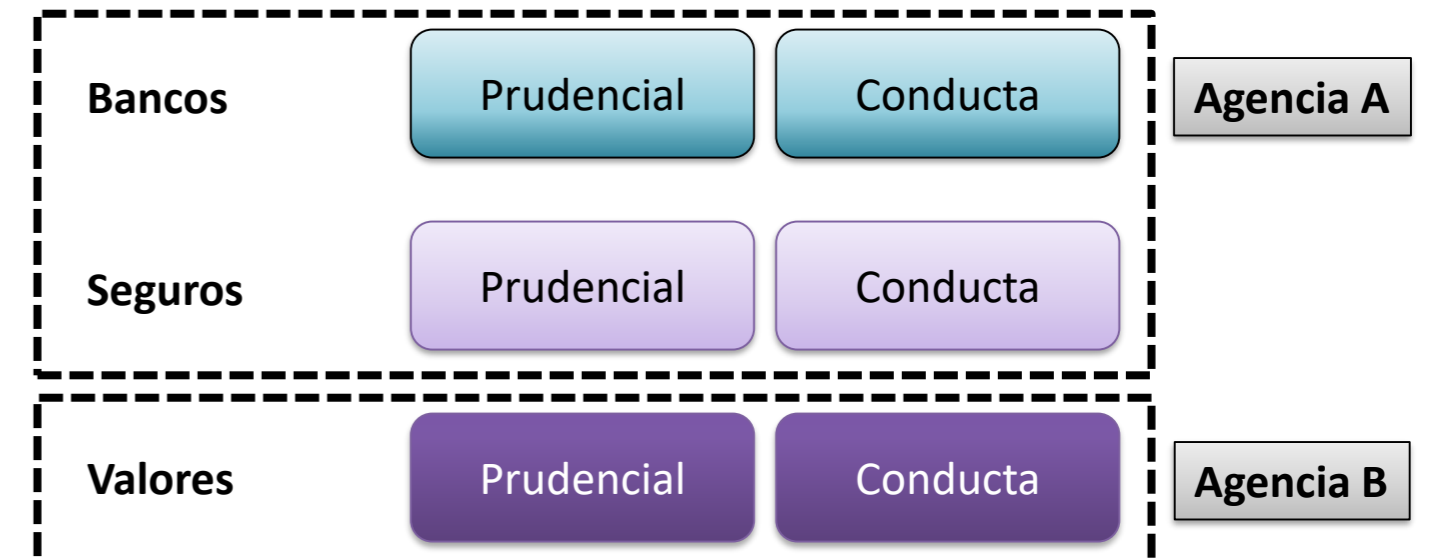 Bancos Prudencial Conducta Agencia A
Seguros Prudencial Conducta
Valores Prudencial Conducta Agencia B